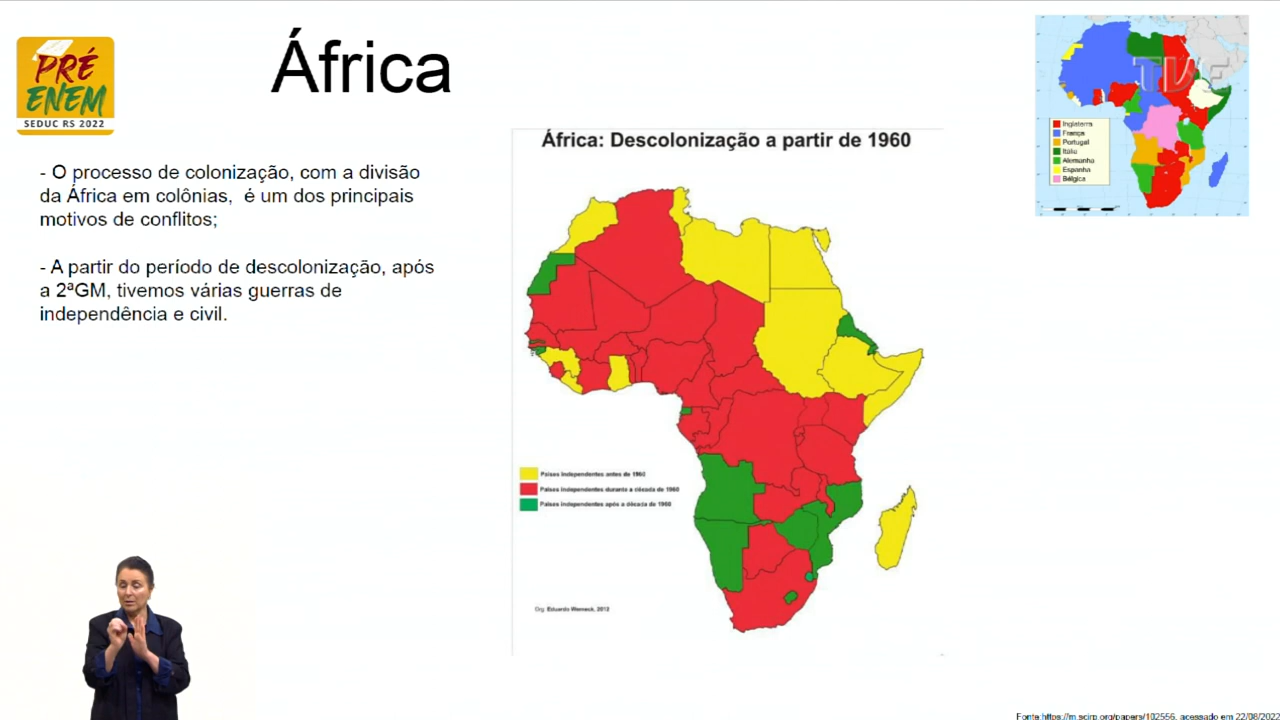 PRÉ
ENEM
SEDUC RS 2022
África
- O processo de colonização, com a divisão
da África em colônias, é um dos principais
motivos de conflitos;
- A partir do período de descolonização, após
a 2ªGM, tivemos várias guerras de
independência e civil.
África: Descolonização a partir de 1960
Países Independentes antes de 1960
Países Independentes durante a década de 1960
Países independentes após a década de 1960
Org. Eduardo Werneck, 2012
TVE
Inglaterra
França
Portugal
Itália
Alemanha
Espanha
Bélgica
Fonte:https://m.scirp.org/papers/102556, acessado em 22/08/2022